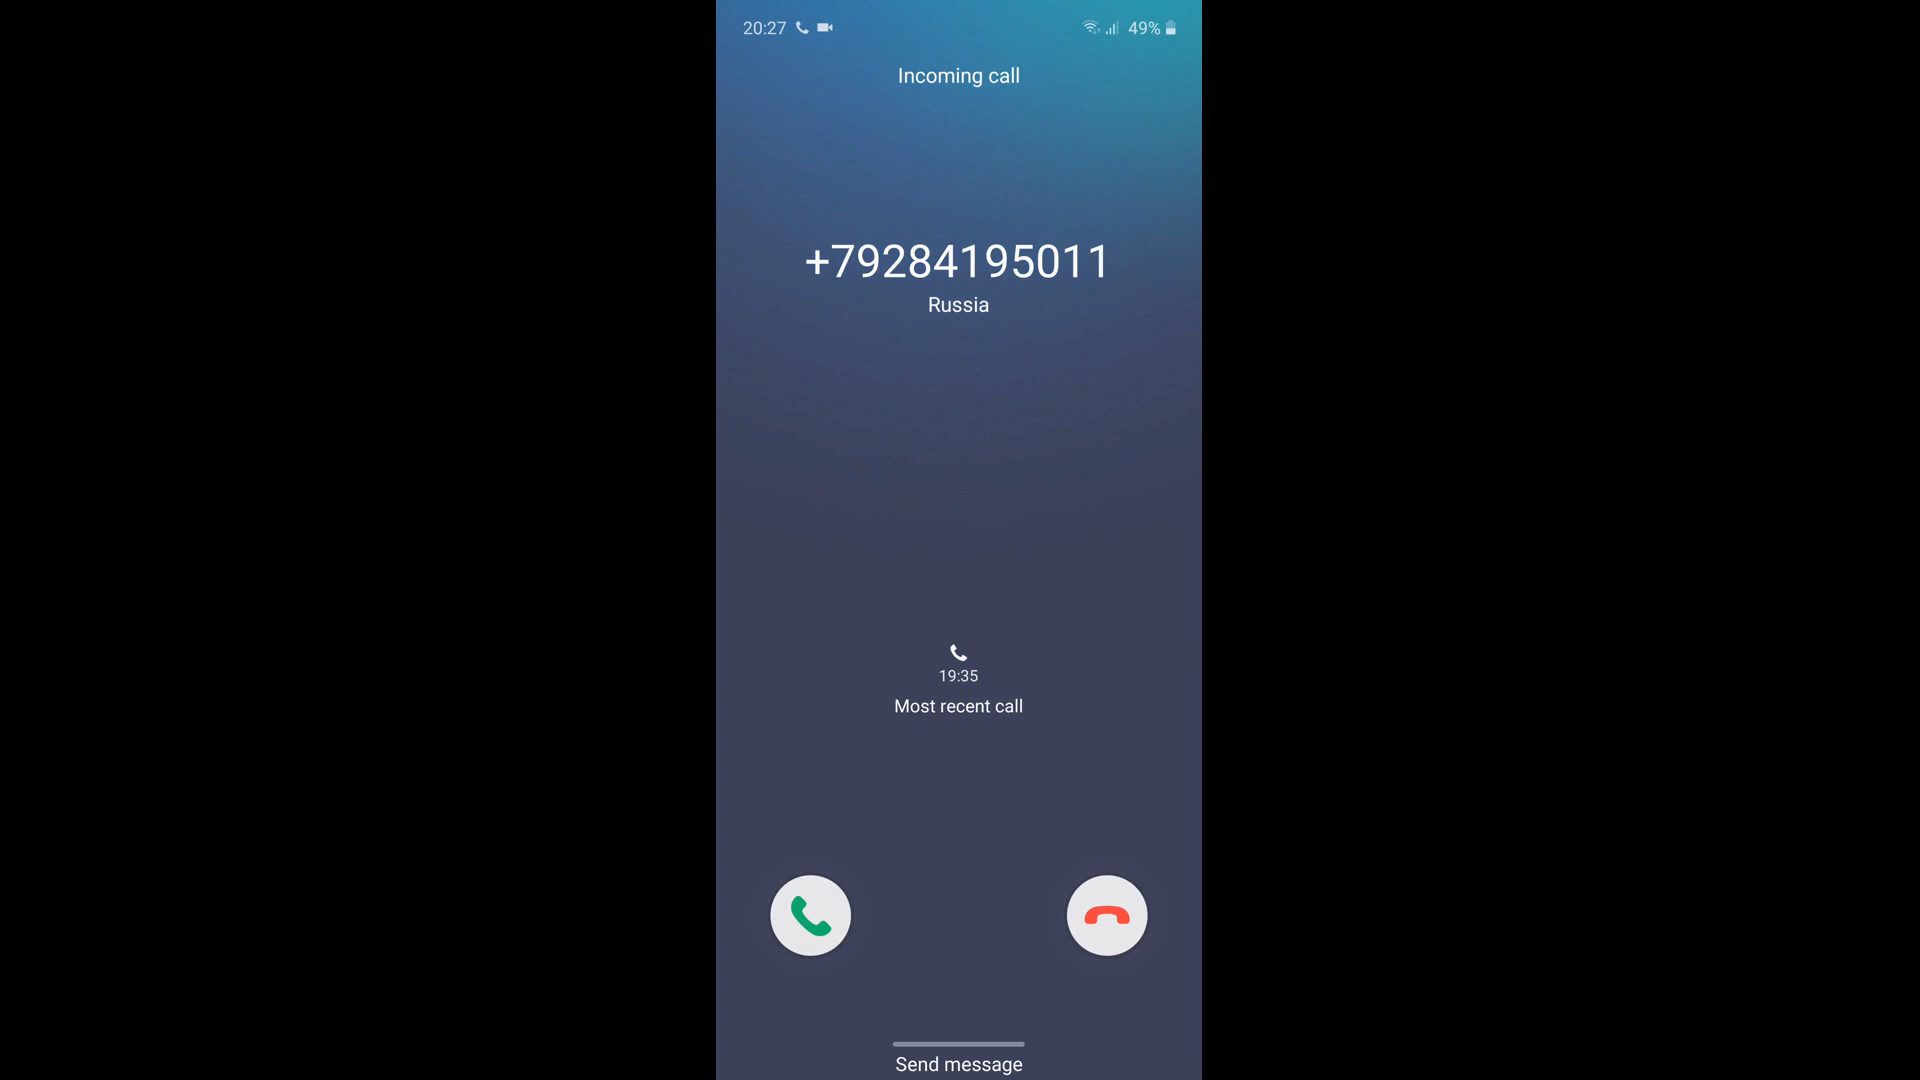 20:27
49%
Incoming call
+79284195011
Russia
19:35
Most recent call
Send message